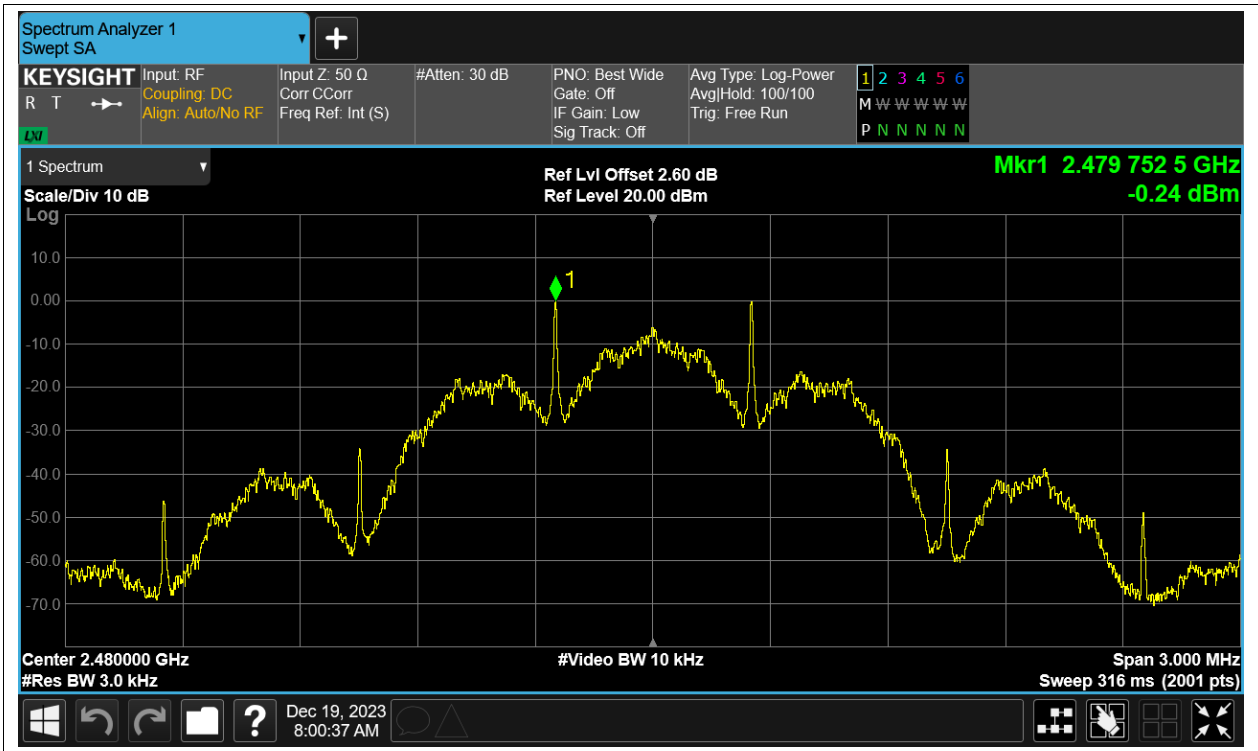 Spectrum Analyzer 1
Swept SA
KEYSIGHT
R T
LXI
Input: RF
Coupling: DC
Align: Auto/No RF
Input Z: 50 Ω
Corr CCorr
Freq Ref: Int (S)
#Atten: 30 dB
PNO: Best Wide
Gate: Off
IF Gain: Low
Sig Track: Off
Avg Type: Log-Power
Avg|Hold: 100/100
Trig: Free Run
1 2 3 4 5 6
M W W W W W W
P N N N N N
1 Spectrum
Scale/Div 10 dB
Ref Lvl Offset 2.60 dB
Ref Level 20.00 dBm
Mkr1 2.479 752 5 GHz
-0.24 dBm
Log
10.0
0.00
-10.0
-20.0
-30.0
-40.0
-50.0
-60.0
-70.0
1
Center 2.480000 GHz
#Res BW 3.0 kHz
#Video BW 10 kHz
Span 3.000 MHz
Sweep 316 ms (2001 pts)
?
Dec 19, 2023
8:00:37 AM